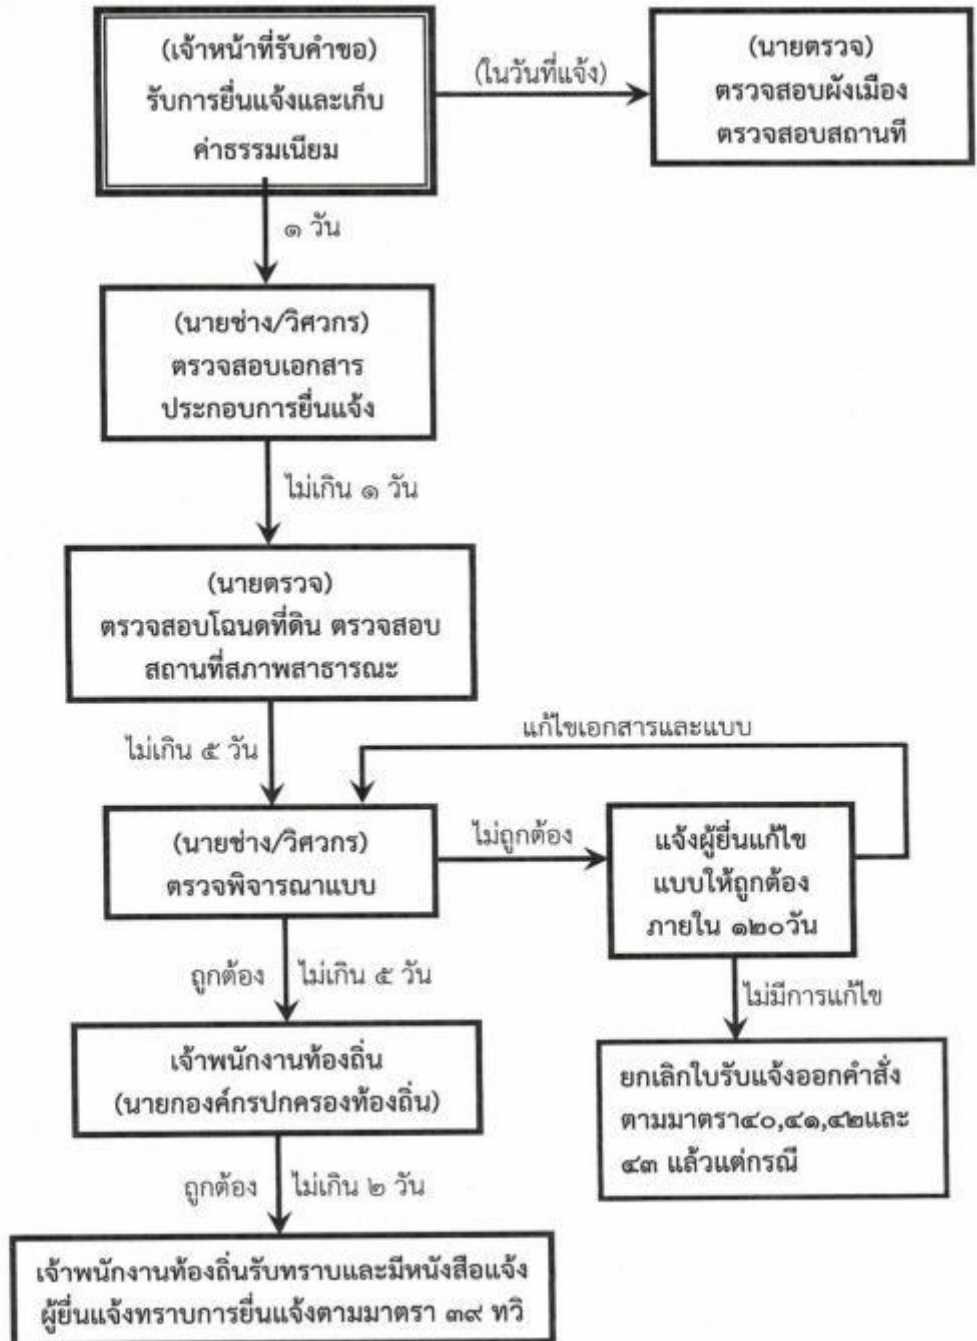 (เจ้าหน้าที่รับคำขอ)
รับการยื่นแจ้งและเก็บ
ค่าธรรมเนียม
(ในวันที่แจ้ง)
(นายตรวจ)
ตรวจสอบผังเมือง
ตรวจสอบสถานที
๑ วัน
(นายช่าง/วิศวกร)
ตรวจสอบเอกสาร
ประกอบการยื่นแจ้ง
ไม่เกิน ๑ วัน
(นายตรวจ)
ตรวจสอบโฉนดที่ดิน ตรวจสอบ
สถานที่สภาพสาธารณะ
ไม่เกิน ๕ วัน
แก้ไขเอกสารและแบบ
(นายช่าง/วิศวกร)
ตรวจพิจารณาแบบ
ไม่ถูกต้อง
แจ้งผู้ยื่นแก้ไข
แบบให้ถูกต้อง
ภายใน ๑๒๐วัน
ถูกต้อง ไม่เกิน ๕ วัน
ไม่มีการแก้ไข
เจ้าพนักงานท้องถิ่น
(นายกองค์กรปกครองท้องถิ่น)
ยกเลิกใบรับแจ้งออกคำสั่ง
ตามมาตรา๔๐,๔๑,๔๒และ
๔๓ แล้วแต่กรณี
ถูกต้อง ไม่เกิน ๒ วัน
เจ้าพนักงานท้องถิ่นรับทราบและมีหนังสือแจ้ง
ผู้ยื่นแจ้งทราบการยื่นแจ้งตามมาตรา ๓๙ ทวิ